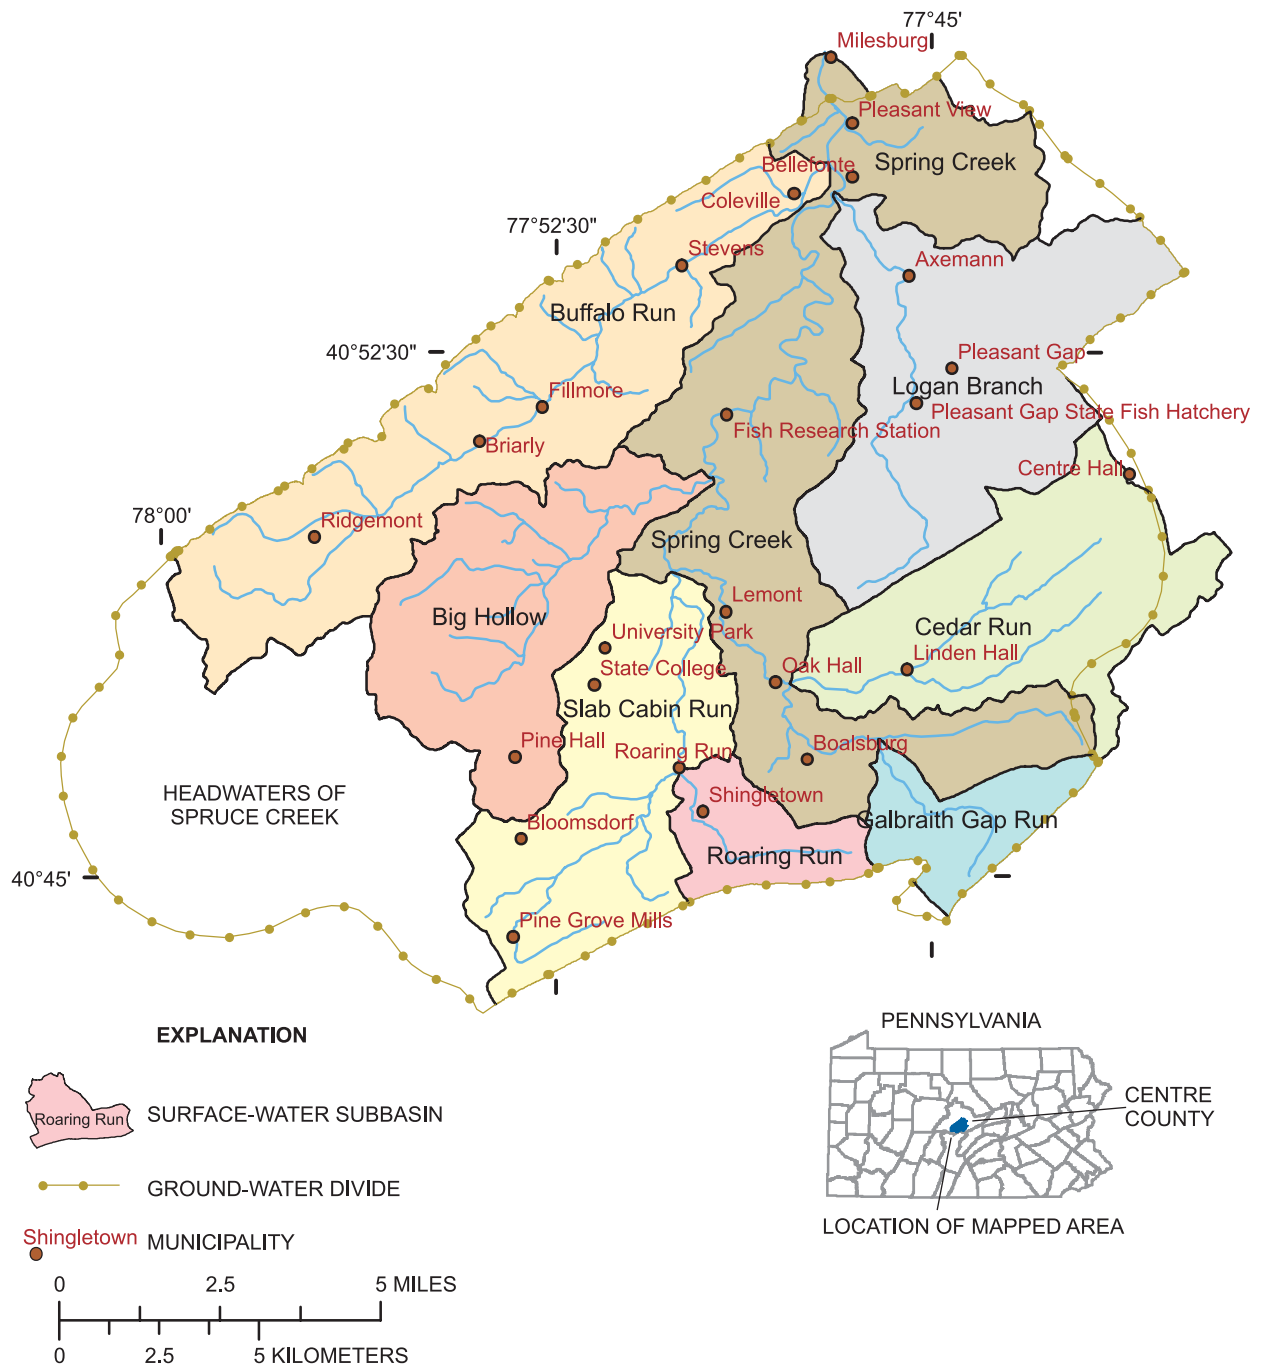 77°45'
Milesburg
Pleasant View
Bellefonte
Spring Creek
Coleville
77°52'30"
Stevens
Axemann
Buffalo Run
40°52'30"
Pleasant Gap
Logan Branch
Fillmore
Pleasant Gap State Fish Hatchery
Fish Research Station
Briarly
Centre Hall
78°00'
Ridgemont
Spring Creek
Lemont
Big Hollow
University Park
Cedar Run
Linden Hall
State College
Oak Hall
Slab Cabin Run
Pine Hall
Roaring Run
Boalsburg
HEADWATERS OF
SPRUCE CREEK
Shingletown
Bloomsdorf
Galbraith Gap Run
Roaring Run
40°45'
Pine Grove Mills
EXPLANATION
Roaring Run
SURFACE-WATER SUBBASIN
GROUND-WATER DIVIDE
Shingletown
MUNICIPALITY
0 2.5 5 MILES
0 2.5 5 KILOMETERS
PENNSYLVANIA
CENTRE
COUNTY
LOCATION OF MAPPED AREA